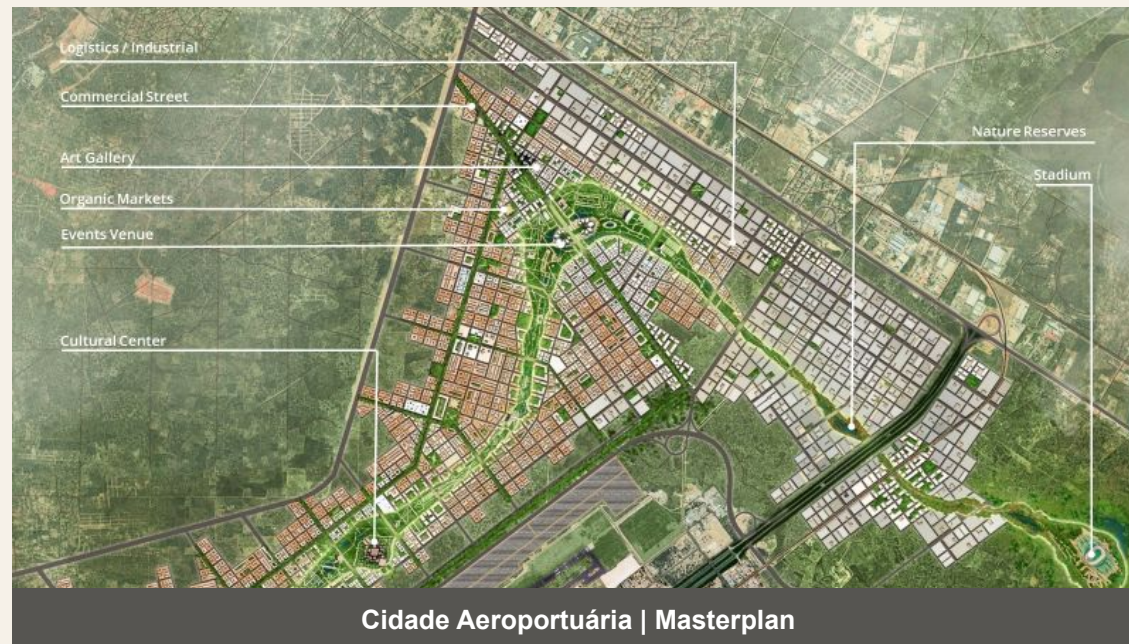 Logistics / Industrial
Commercial Street
Nature Reserves
Art Gallery
Stadium
Organic Markets
Events Venue
Cultural Center
Cidade Aeroportuária | Masterplan